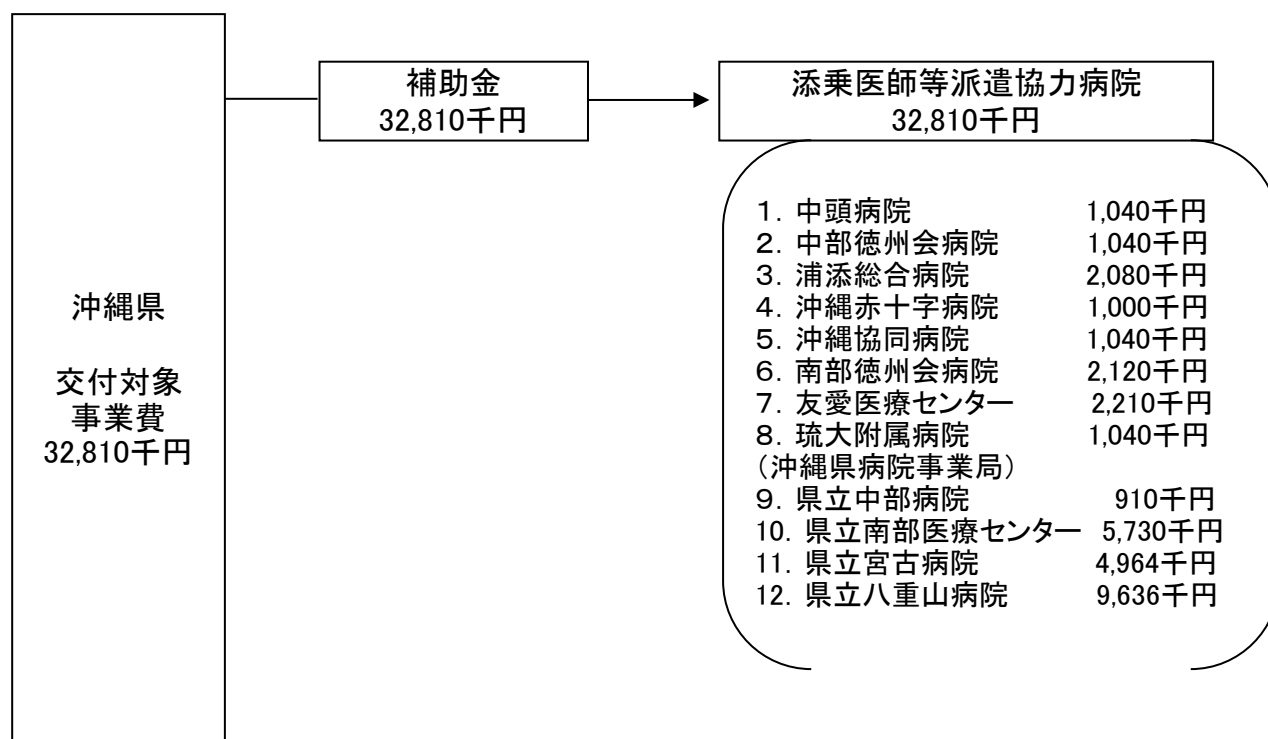 沖縄県
交付対象
事業費
32,810千円
補助金
32,810千円
添乗医師等派遣協力病院
32,810千円
1．中頭病院 1,040千円
2．中部徳州会病院 1,040千円
3．浦添総合病院 2,080千円
4．沖縄赤十字病院 1,000千円
5．沖縄協同病院 1,040千円
6．南部徳州会病院 2,120千円
7．友愛医療センター 2,210千円
8．琉大附属病院 1,040千円
（沖縄県病院事業局）
9．県立中部病院 910千円
10．県立南部医療センター 5,730千円
11．県立宮古病院 4,964千円
12．県立八重山病院 9,636千円